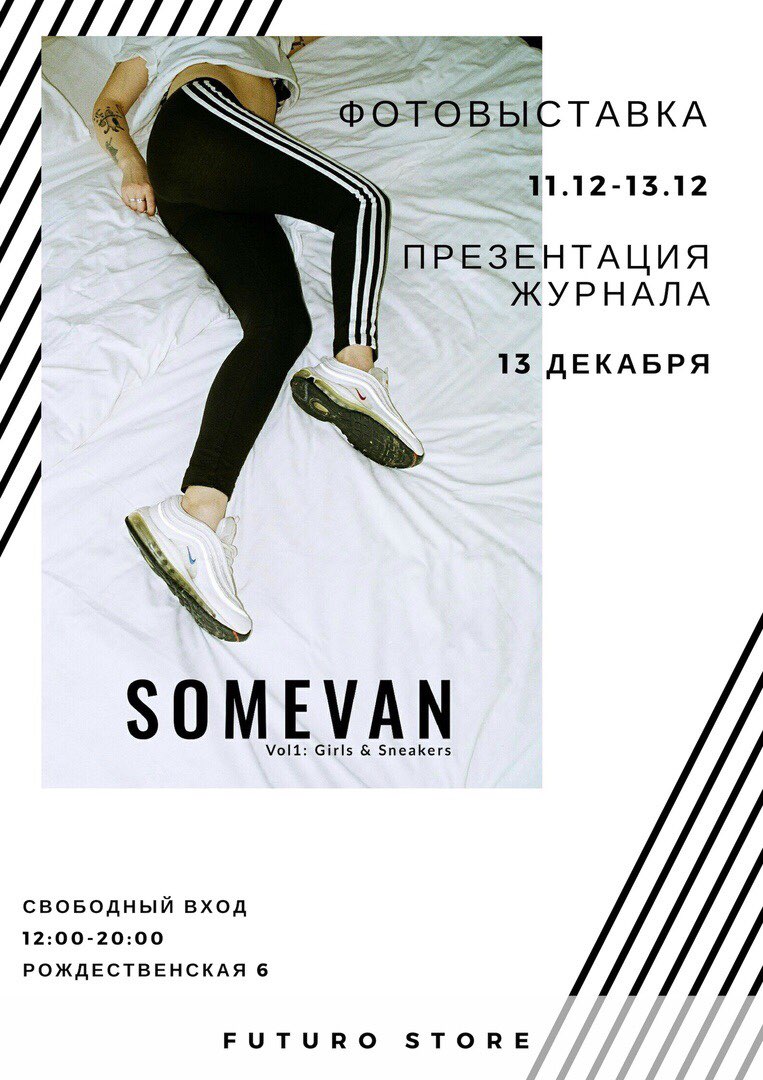 ФОТОВЫСТАВКА
11.12-13.12
ПРЕЗЕНТАЦИЯ
ЖУРНАЛА
13 ДЕКАБРЯ
SOMEVAN
Vol1: Girls & Sneakers
СВОБОДНЫЙ ВХОД
12:00-20:00
РОЖДЕСТВЕНСКАЯ 6
FUTURO STORE